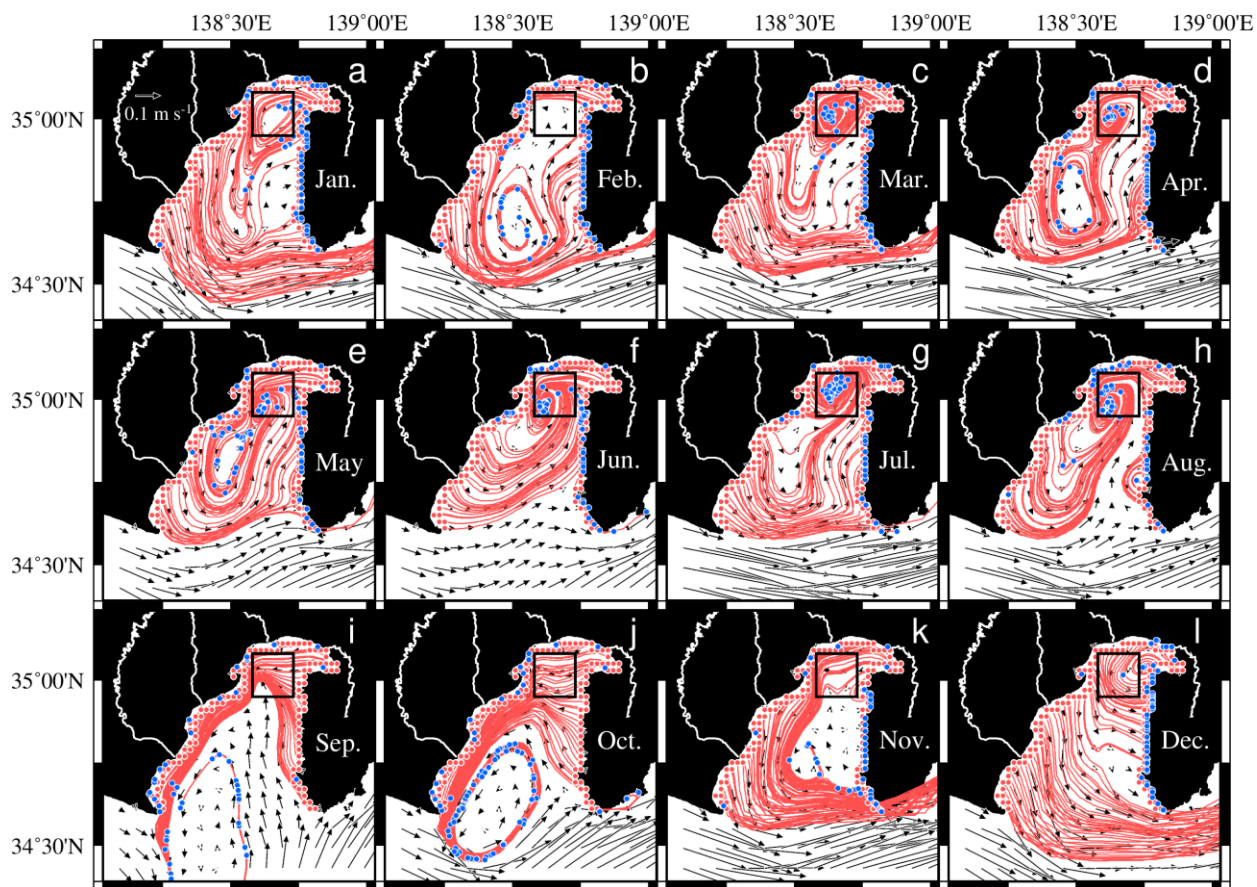 138°30'E 139°00'E 138°30'E 139°00'E 138°30'E 139°00'E 138°30'E 139°00'E
a b c d
0.1 m s⁻¹
35°00'N
Jan. Feb. Mar. Apr.
34°30'N
e f g h
35°00'N
May Jun. Jul. Aug.
34°30'N
i j k l
35°00'N
Sep. Oct. Nov. Dec.
34°30'N